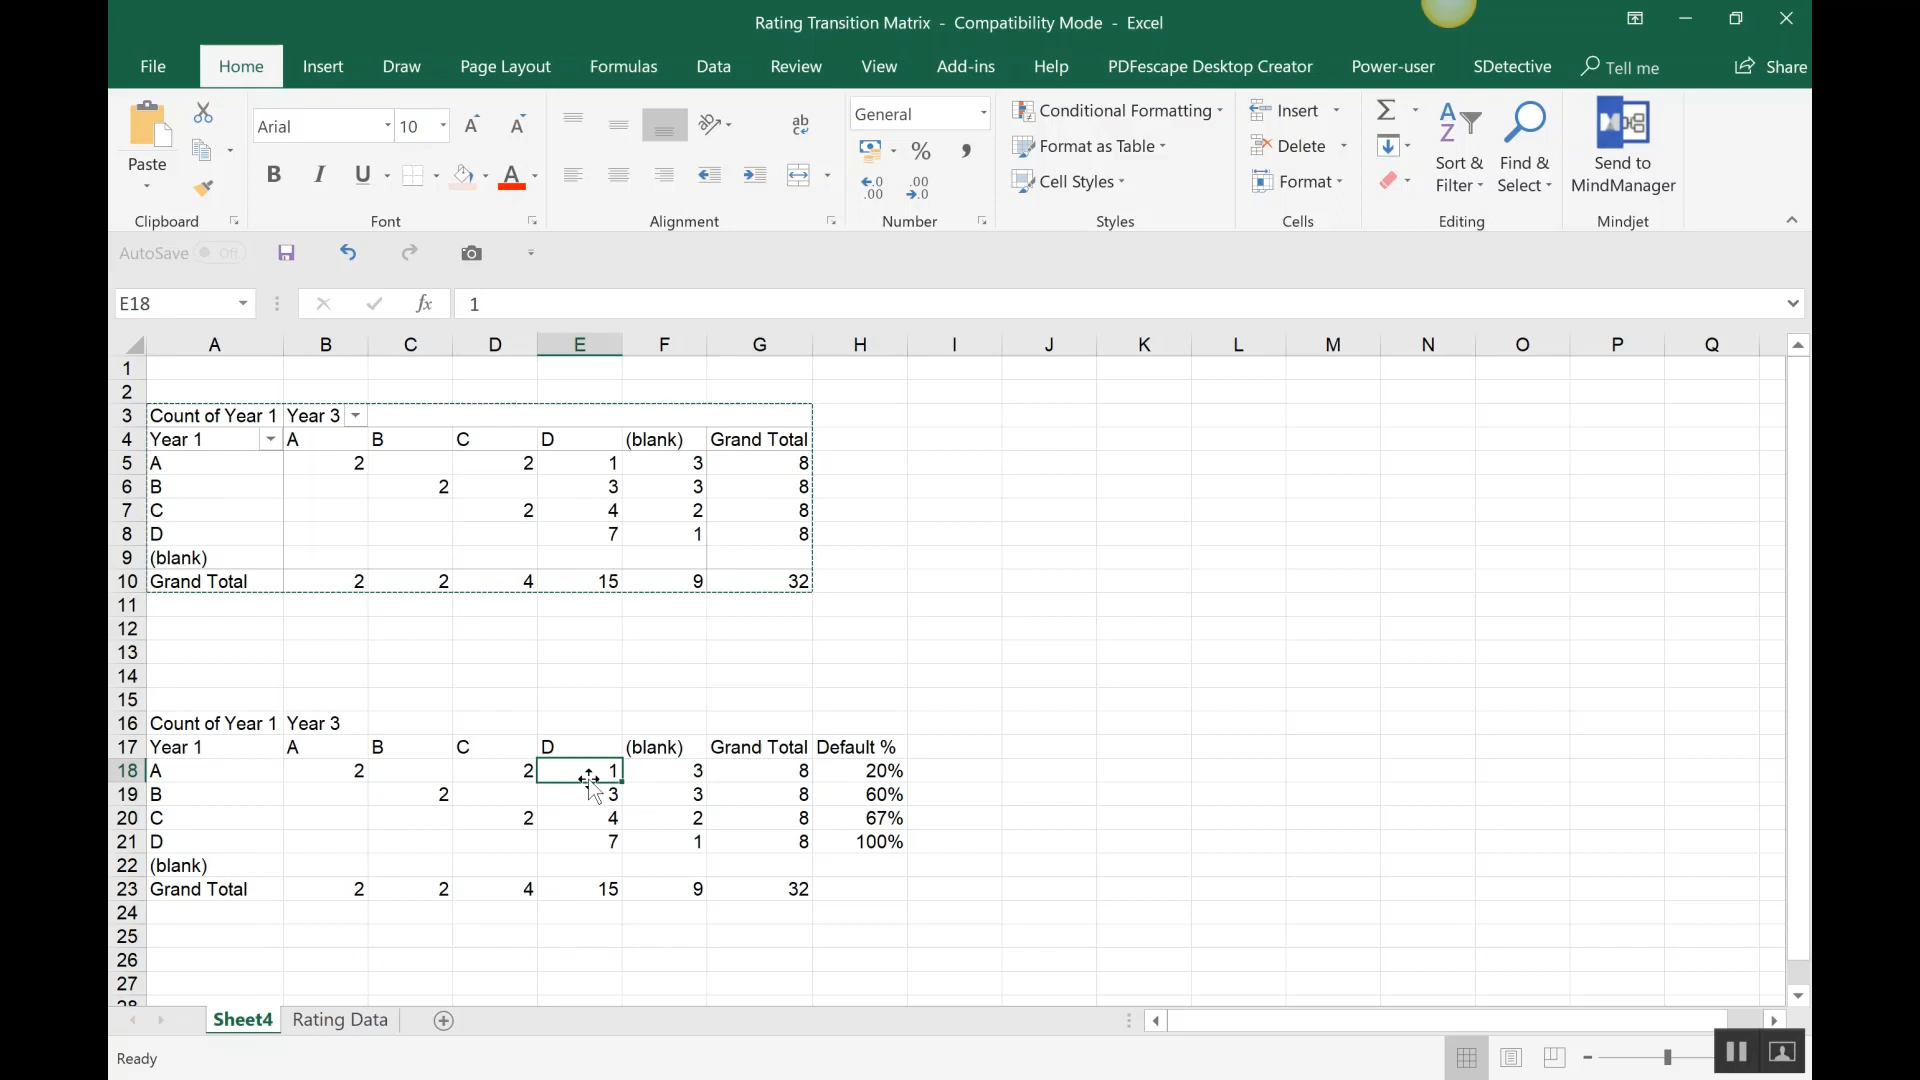 Rating Transition Matrix - Compatibility Mode - Excel
File Home Insert Draw Page Layout Formulas Data Review View Add-ins Help PDFescape Desktop Creator Power-user SDetective Tell me Share
Paste
Clipboard
Arial 10 A A
B I U A
Font
ab
Alignment
General
% ,
.0 .00
.00 .0
Number
Conditional Formatting
Format as Table
Cell Styles
Styles
Insert
Delete
Format
Cells
Σ
A
Z
Sort &
Filter
Find &
Select
Editing
Send to
MindManager
Mindjet
AutoSave Off
E18 fx 1
A B C D E F G H I J K L M N O P Q
1
2
3 Count of Year 1 Year 3
4 Year 1 A B C D (blank) Grand Total
5 A 2 2 1 3 8
6 B 2 3 3 8
7 C 2 4 2 8
8 D 7 1 8
9 (blank)
10 Grand Total 2 2 4 15 9 32
11
12
13
14
15
16 Count of Year 1 Year 3
17 Year 1 A B C D (blank) Grand Total Default %
18 A 2 2 1 3 8 20%
19 B 2 3 3 8 60%
20 C 2 4 2 8 67%
21 D 7 1 8 100%
22 (blank)
23 Grand Total 2 2 4 15 9 32
24
25
26
27
28
Sheet4 Rating Data
Ready